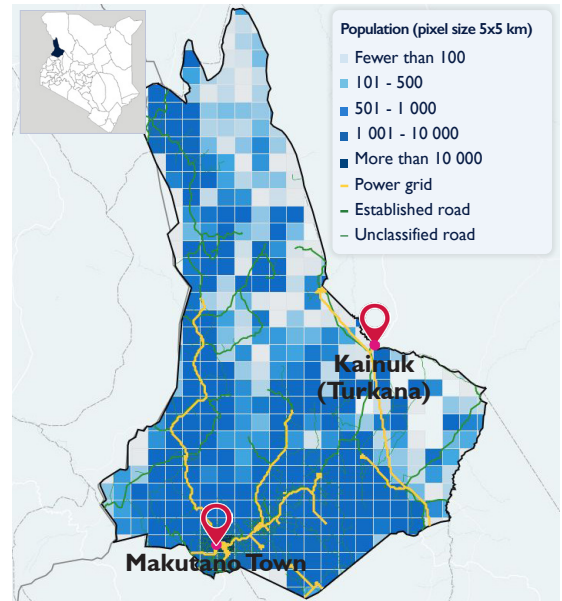 Population (pixel size 5x5 km)
Fewer than 100
101 - 500
501 - 1 000
1 001 - 10 000
More than 10 000
Power grid
Established road
Unclassified road
Kainuk
(Turkana)
Makutano Town